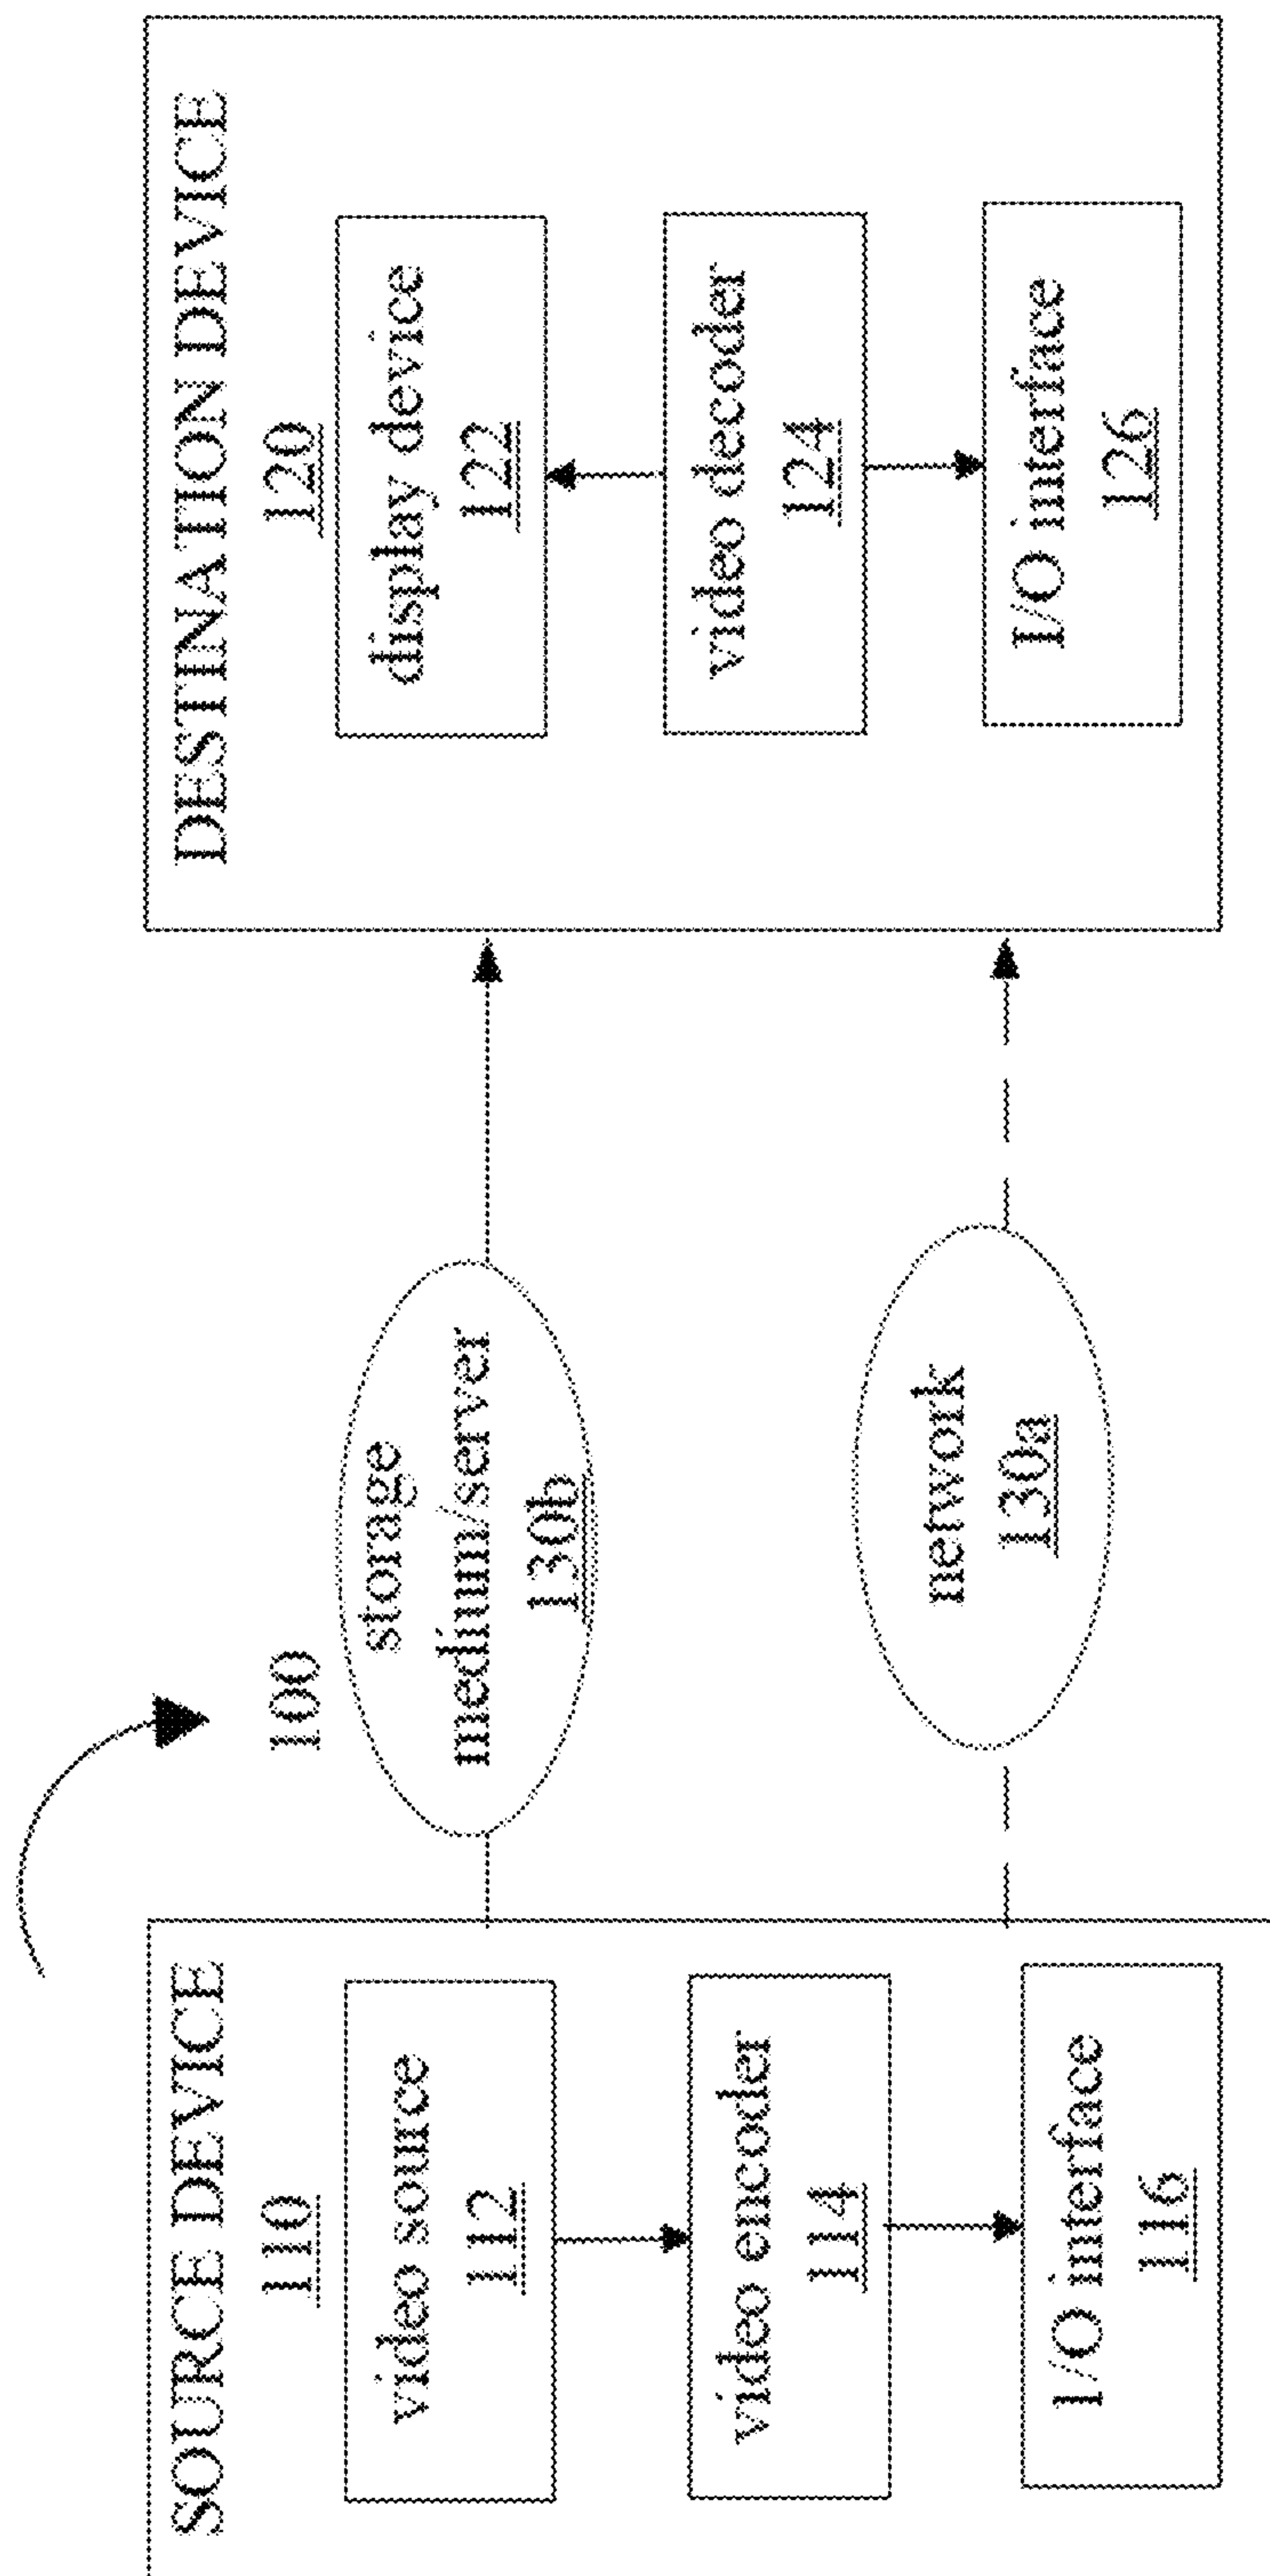 100
SOURCE DEVICE
110
video source
112
video encoder
114
I/O interface
116
storage
medium/server
130b
network
130a
DESTINATION DEVICE
120
display device
122
video decoder
124
I/O interface
126